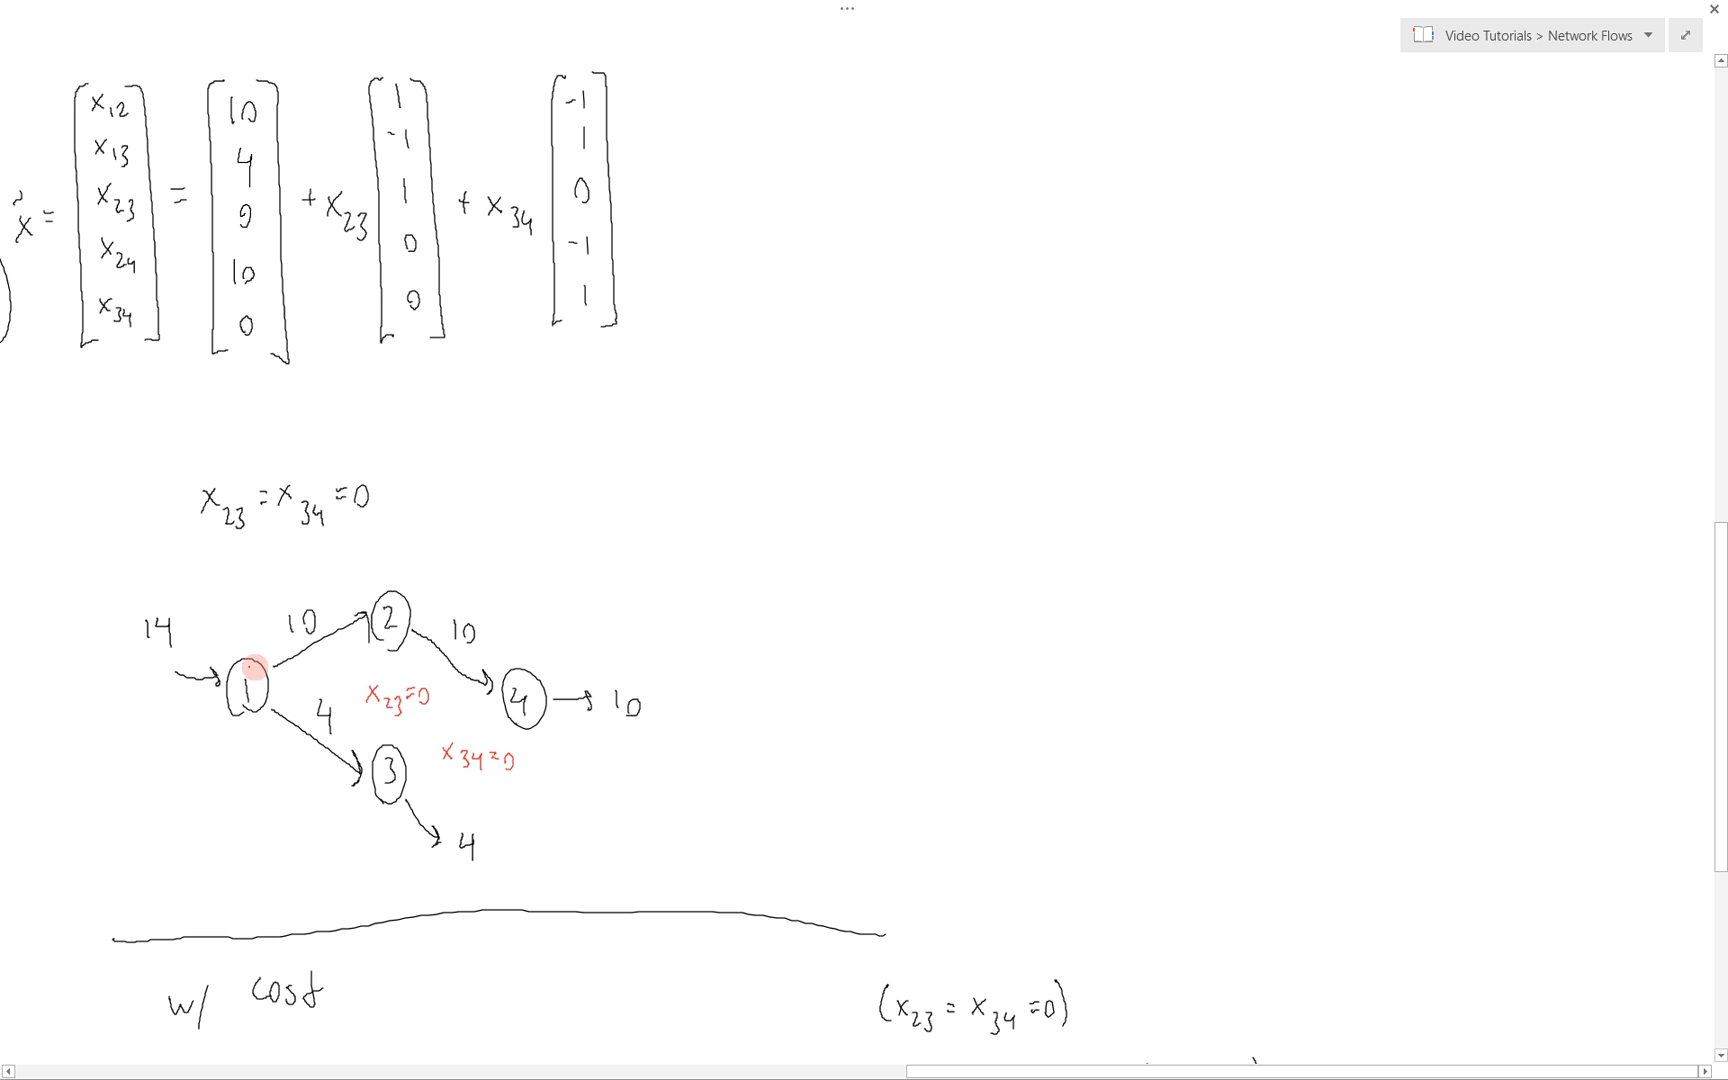 ...
Video Tutorials > Network Flows
x = [x12 x13 x23 x24 x34] = [10 4 0 10 0] + x23 [1 -1 1 0 0] + x34 [-1 1 0 -1 1]
x23 = x34 = 0
14
10
2
10
1
4
x23=0
4
10
3
x34=0
4
w/ cost
(x23 = x34 = 0)